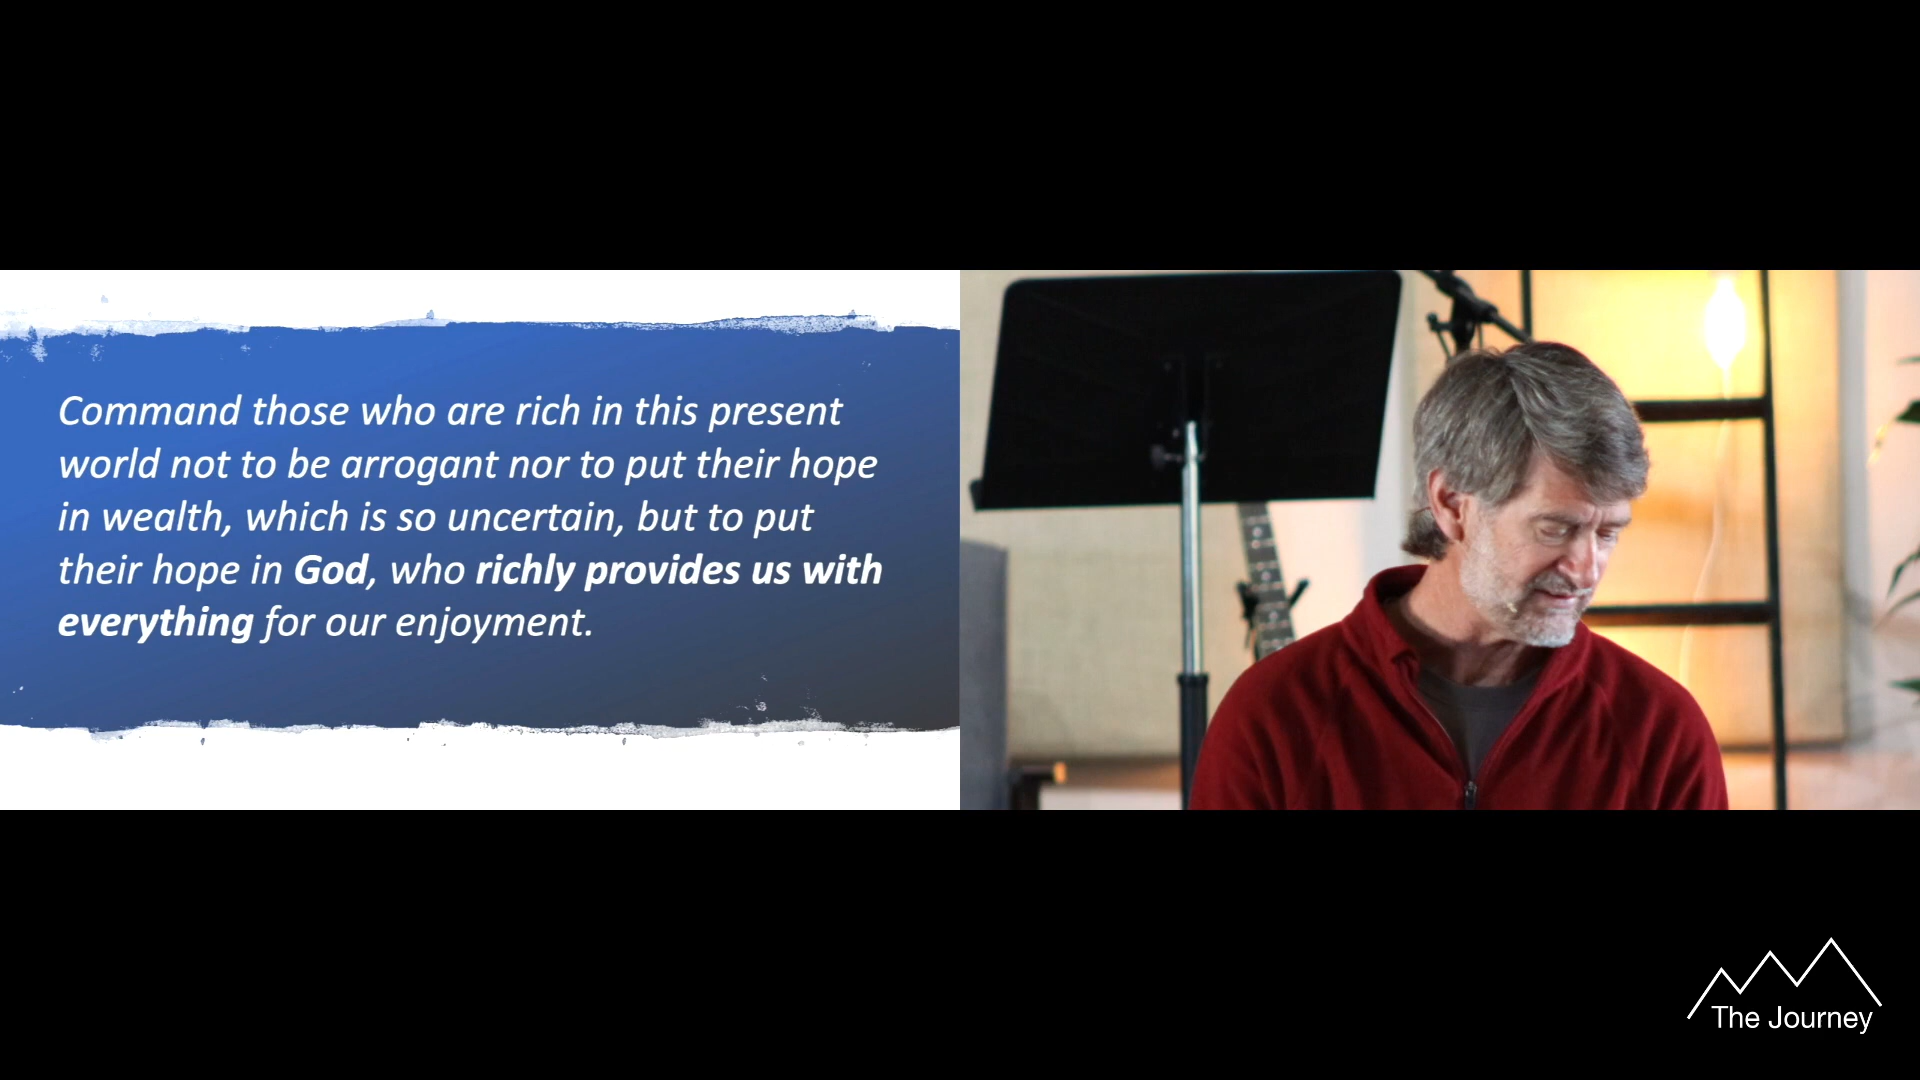 Command those who are rich in this present
world not to be arrogant nor to put their hope
in wealth, which is so uncertain, but to put
their hope in God, who richly provides us with
everything for our enjoyment.
The Journey